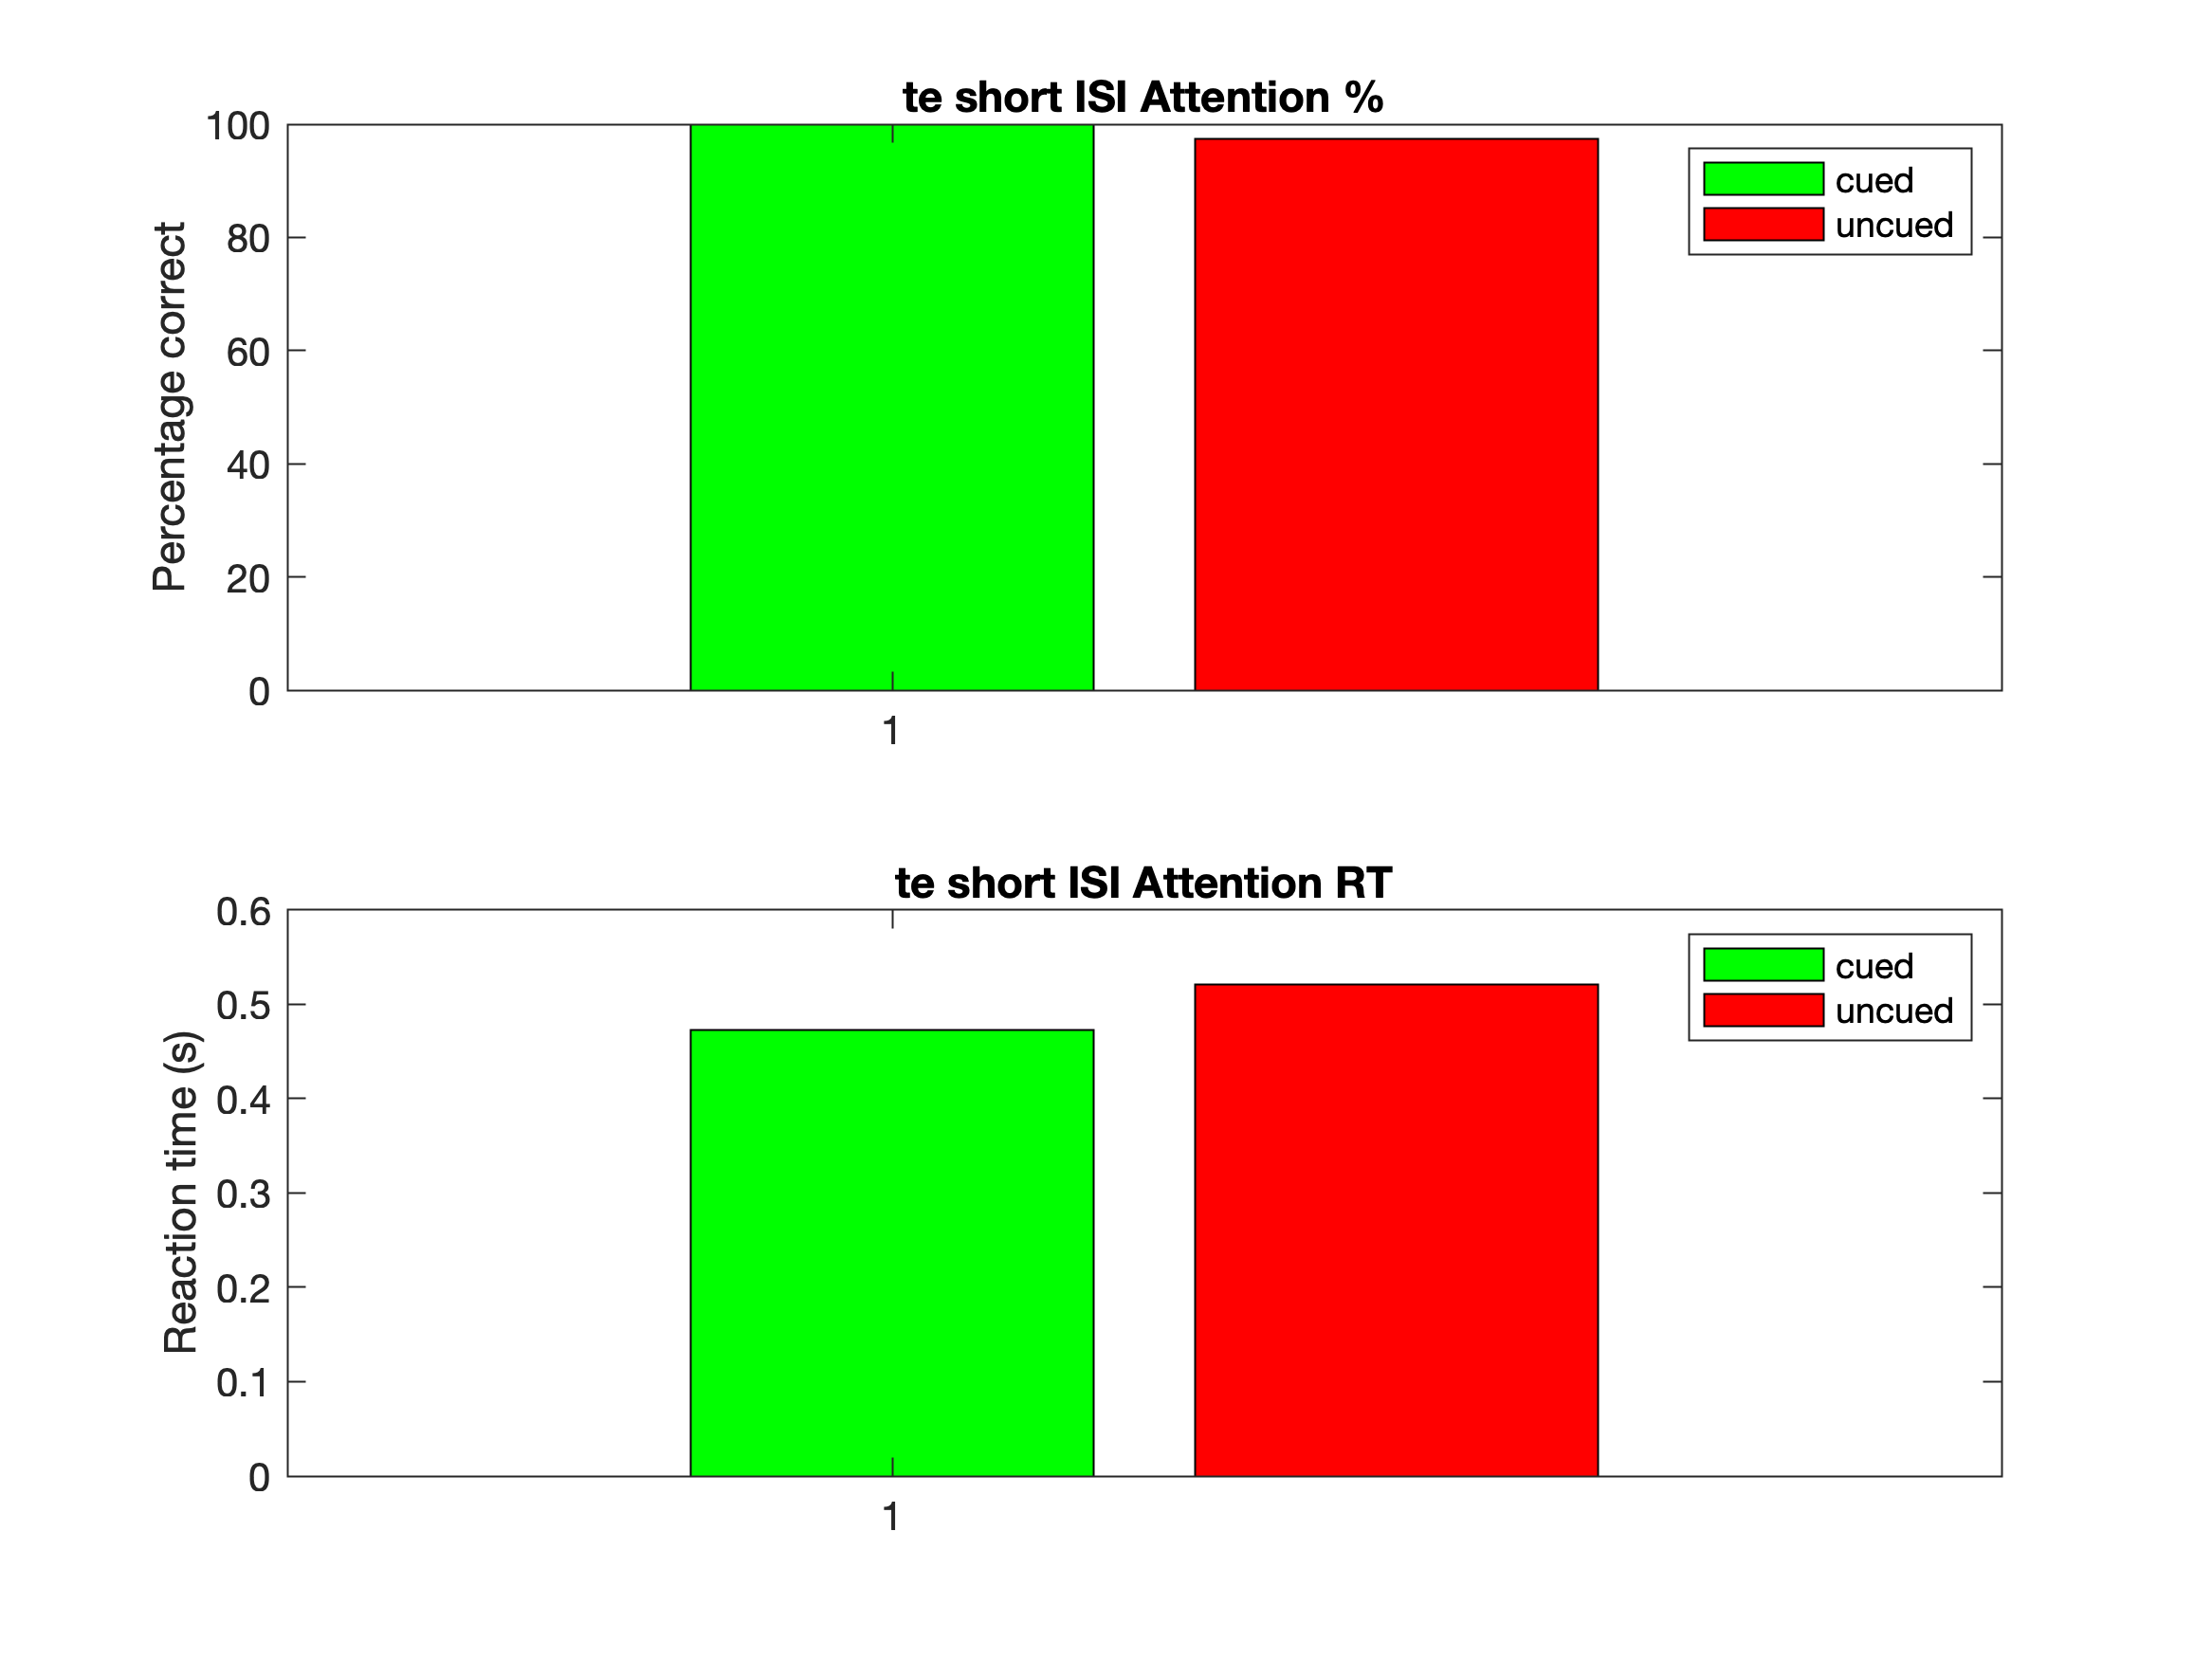 te short ISI Attention %
Percentage correct
100
80
60
40
20
0
1
cued
uncued
te short ISI Attention RT
Reaction time (s)
0.6
0.5
0.4
0.3
0.2
0.1
0
1
cued
uncued